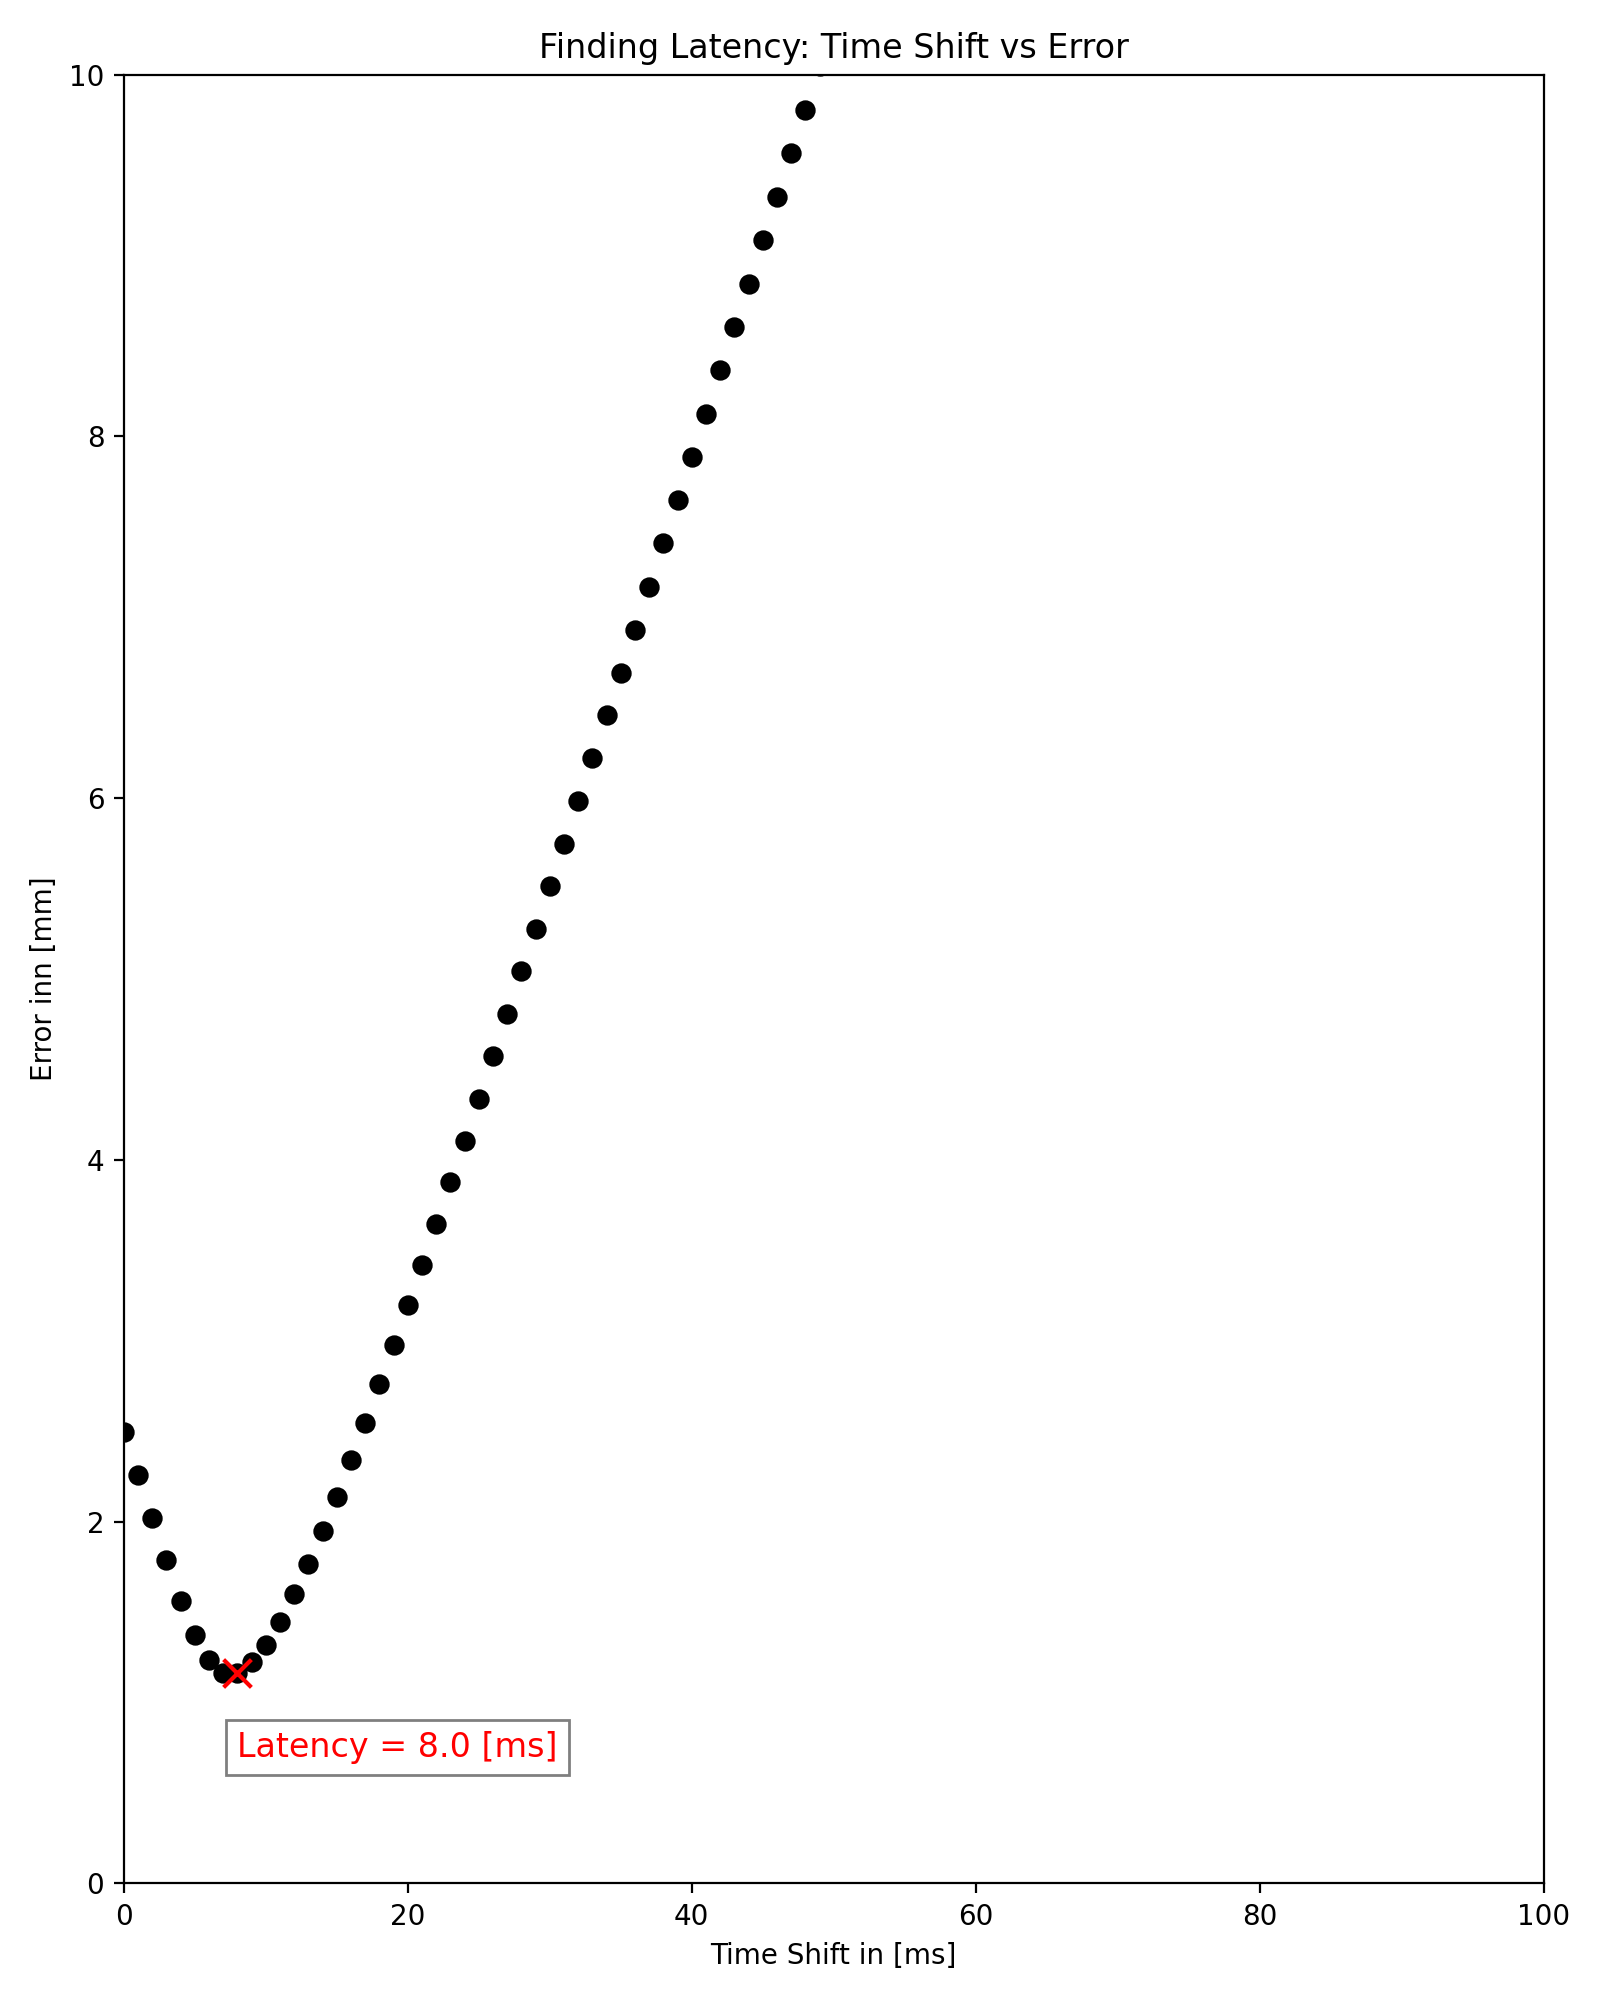 Finding Latency: Time Shift vs Error
10
8
6
4
2
0
Error inn [mm]
Latency = 8.0 [ms]
0 20 40 60 80 100
Time Shift in [ms]